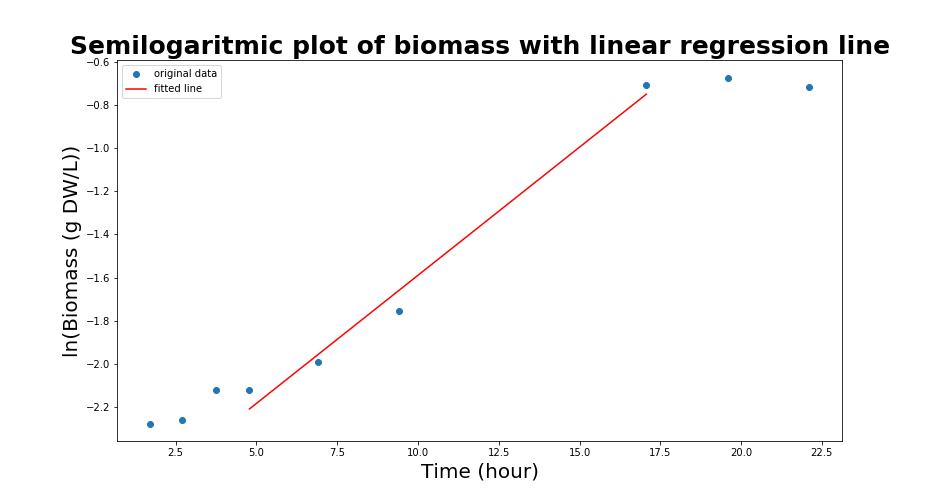 Semilogaritmic plot of biomass with linear regression line
original data
fitted line
ln(Biomass (g DW/L))
−0.6
−0.8
−1.0
−1.2
−1.4
−1.6
−1.8
−2.0
−2.2
2.5 5.0 7.5 10.0 12.5 15.0 17.5 20.0 22.5
Time (hour)